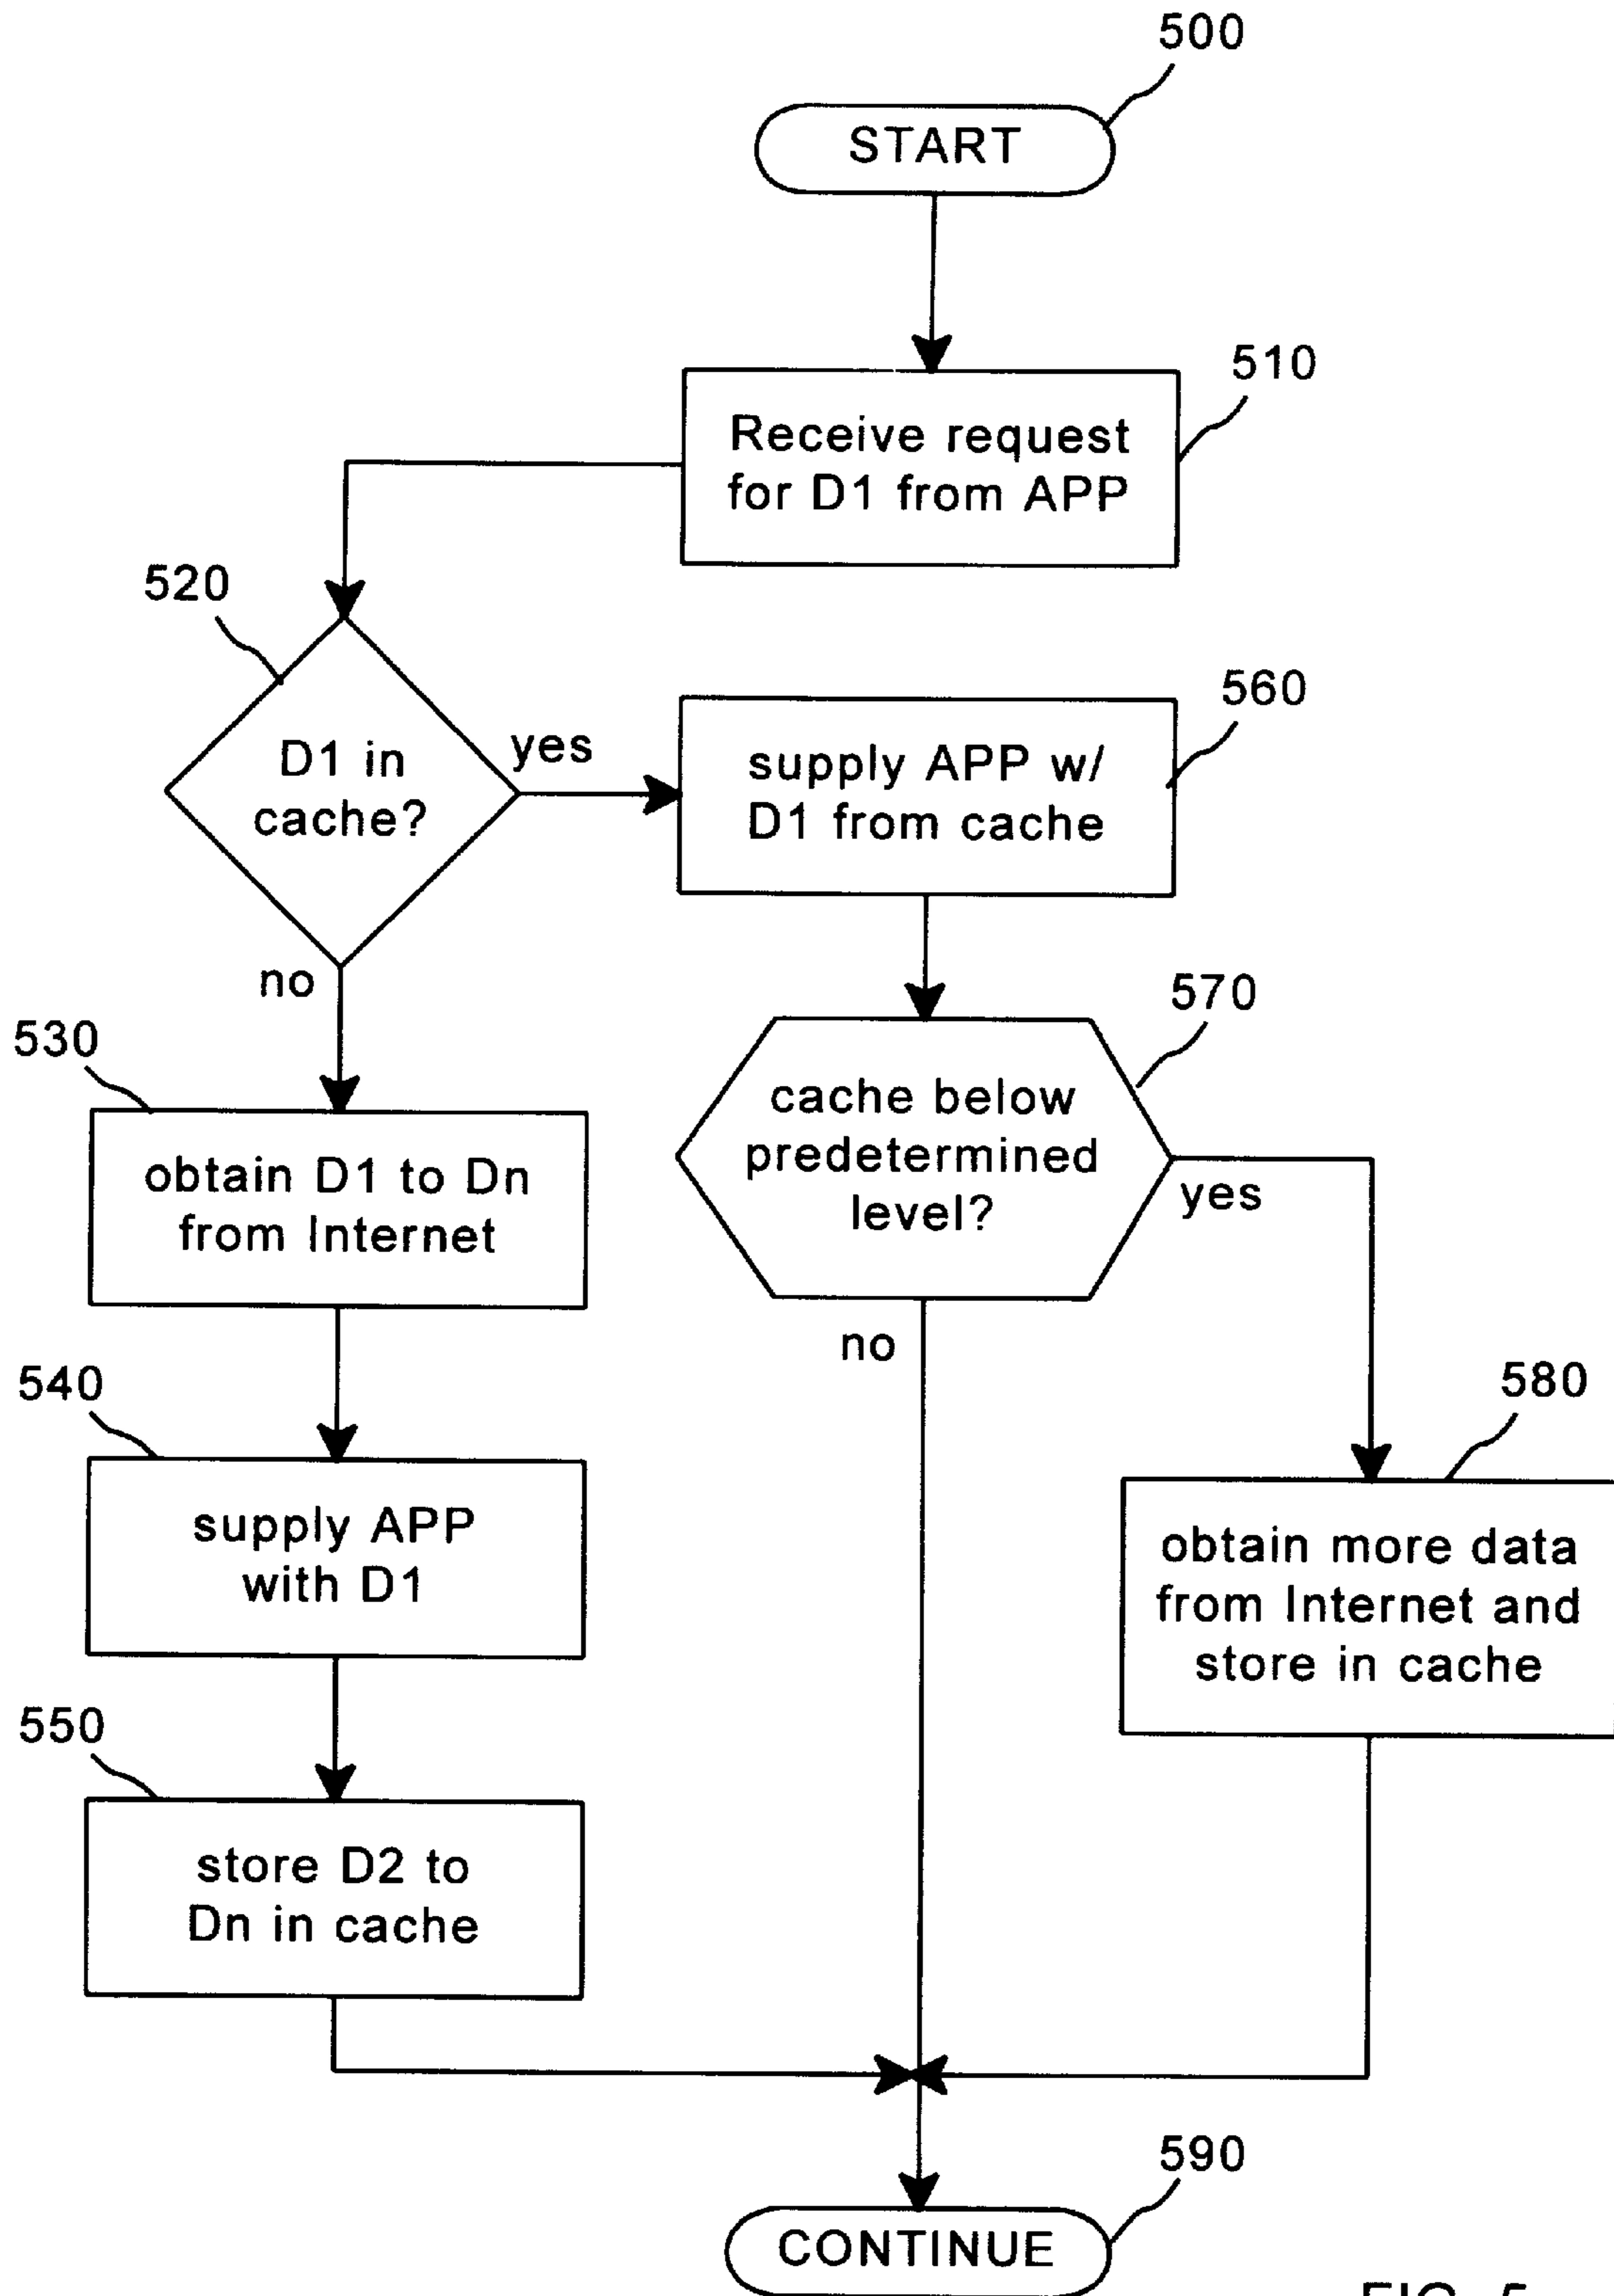 500
START
510
Receive request
for D1 from APP
520
D1 in
cache?
yes
560
supply APP w/
D1 from cache
no
570
cache below
predetermined
level?
yes
530
obtain D1 to Dn
from Internet
no
540
supply APP
with D1
580
obtain more data
from Internet and
store in cache
550
store D2 to
Dn in cache
590
CONTINUE
FIG. 5